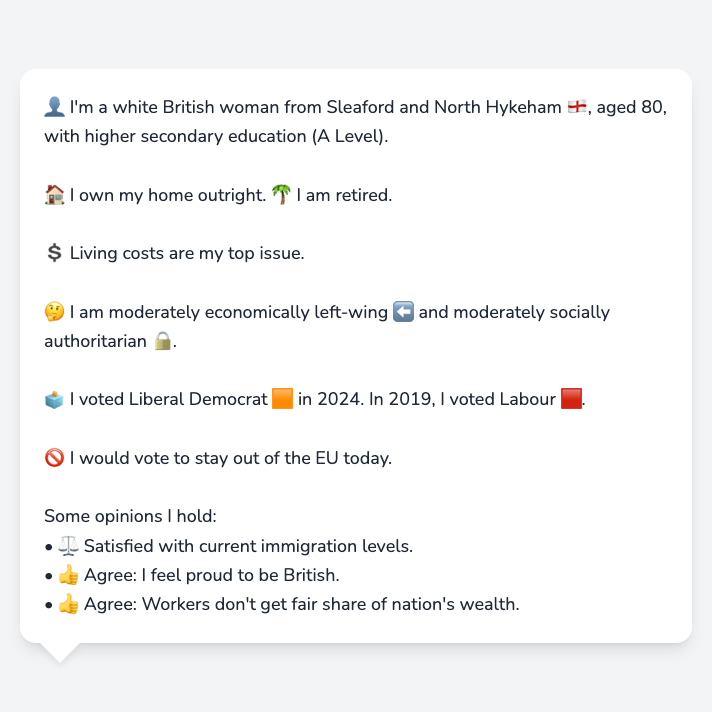 👤 I'm a white British woman from Sleaford and North Hykeham 🏴󠁧󠁢󠁥󠁮󠁧󠁿, aged 80,
with higher secondary education (A Level).
🏠 I own my home outright. 🌴 I am retired.
💲 Living costs are my top issue.
🤔 I am moderately economically left-wing ⬅️ and moderately socially
authoritarian 🔒.
🗳️ I voted Liberal Democrat 🟧 in 2024. In 2019, I voted Labour 🟥.
🚫 I would vote to stay out of the EU today.
Some opinions I hold:
• ⚖️ Satisfied with current immigration levels.
• 👍 Agree: I feel proud to be British.
• 👍 Agree: Workers don't get fair share of nation's wealth.